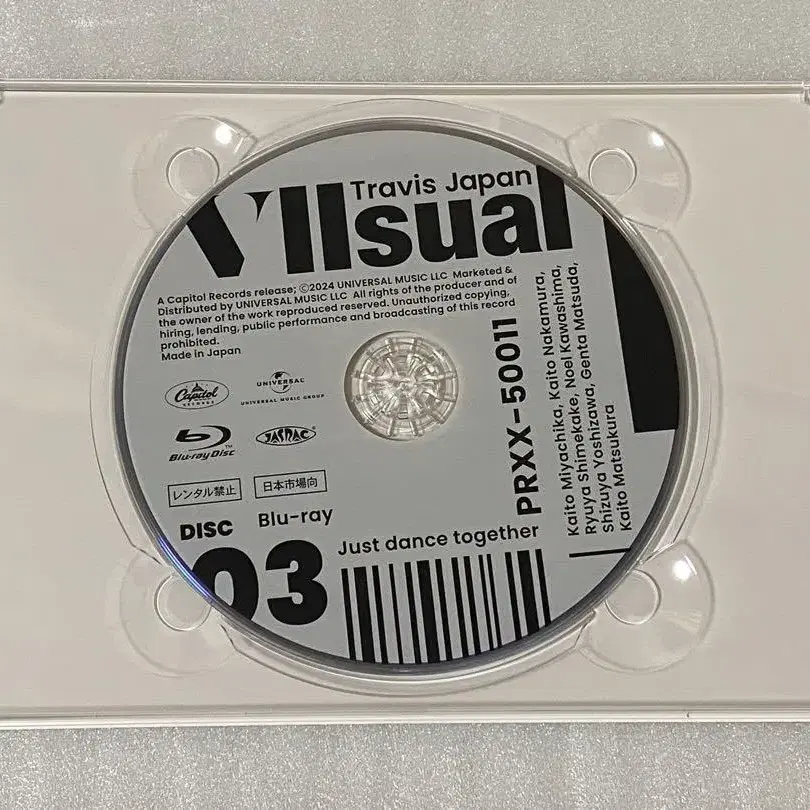 Travis Japan
VIIsual
A Capitol Records release; ©2024 UNIVERSAL MUSIC LLC Marketed &
Distributed by UNIVERSAL MUSIC LLC All rights of the producer and of
the owner of the work reproduced reserved. Unauthorized copying,
hiring, lending, public performance and broadcasting of this record
prohibited.
Made in Japan
Capitol
RECORDS
UNIVERSAL
UNIVERSAL MUSIC GROUP
Blu-ray Disc™
JASRAC
レンタル禁止
日本市場向
DISC
03
Blu-ray
Just dance together
PRXX-50011
Kaito Miyachika, Kaito Nakamura,
Ryuya Shimekake, Noel Kawashima,
Shizuya Yoshizawa, Genta Matsuda,
Kaito Matsukura